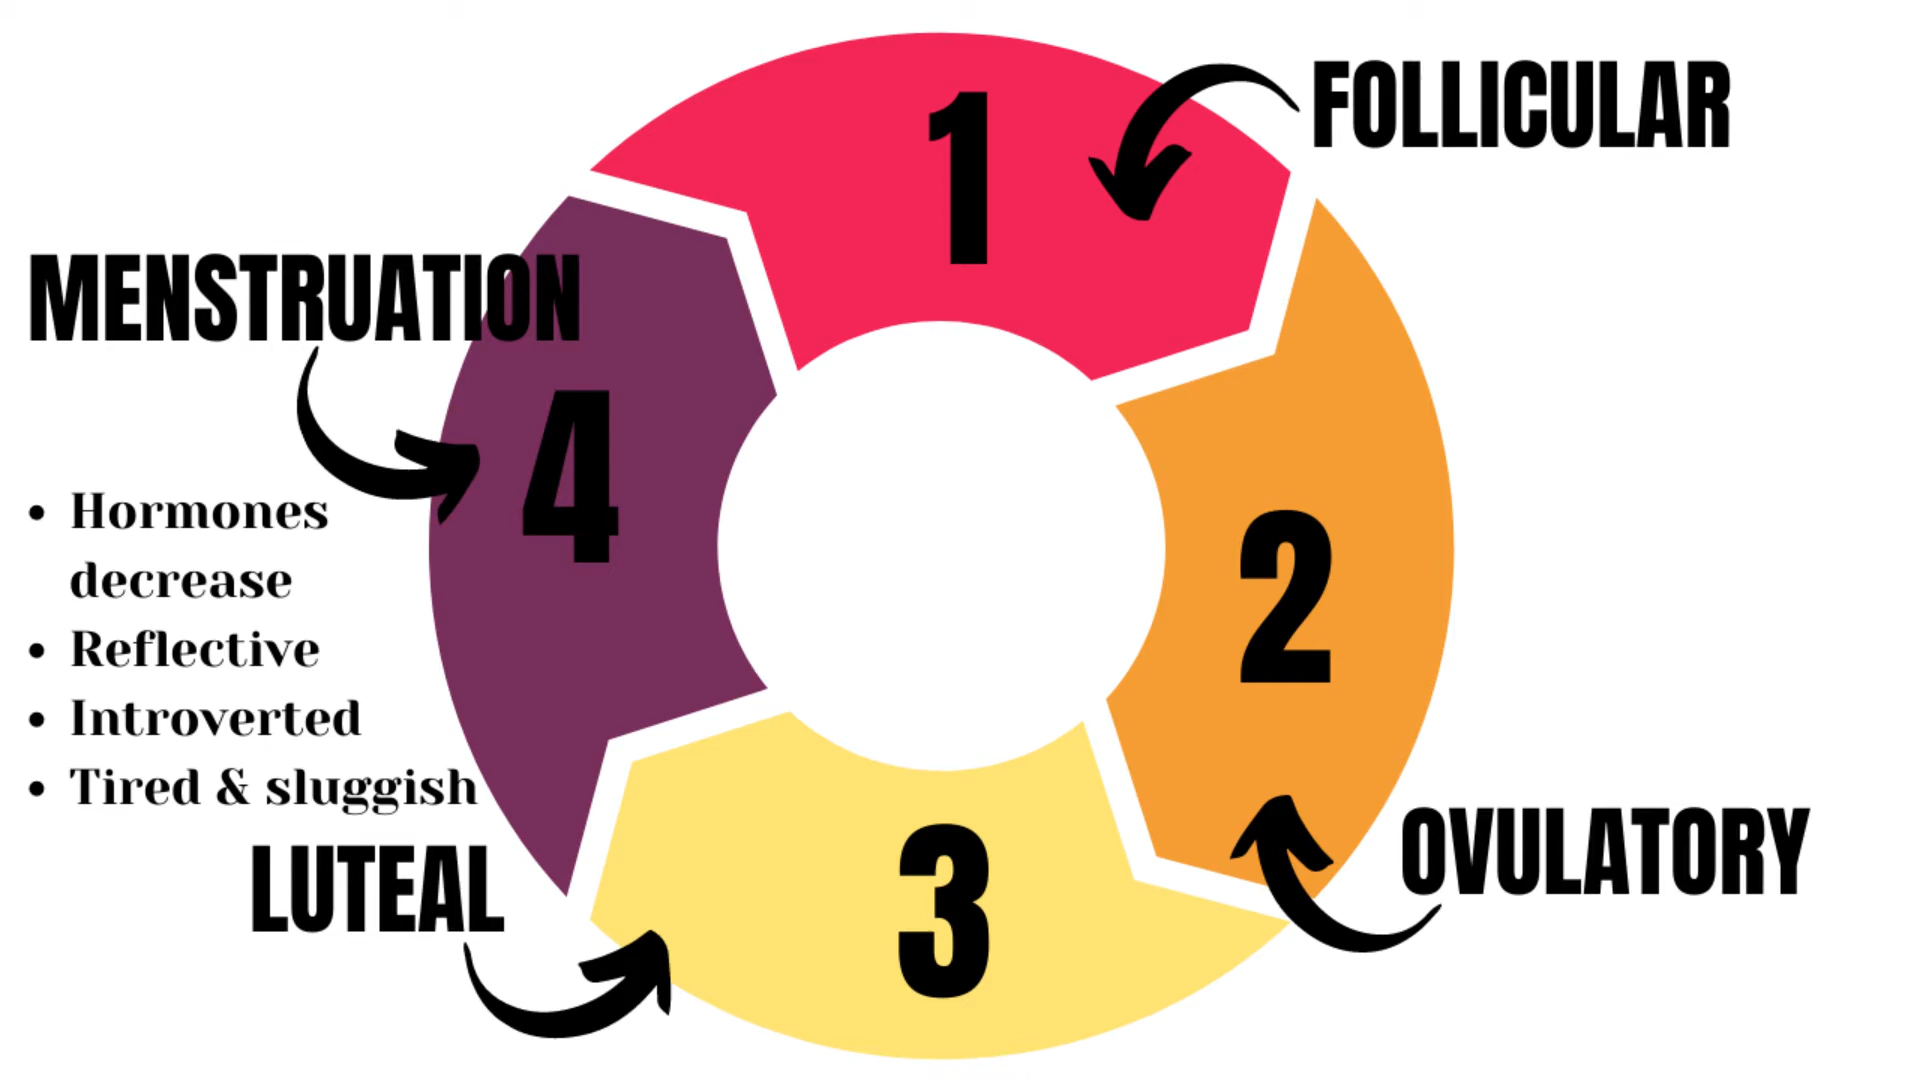 1
FOLLICULAR
MENSTRUATION
4
• Hormones
decrease
• Reflective
• Introverted
• Tired & sluggish
2
OVULATORY
LUTEAL
3